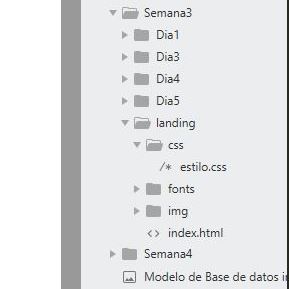 Semana3
Dia1
Dia3
Dia4
Dia5
landing
css
/* estilo.css
fonts
img
<> index.html
Semana4
Modelo de Base de datos i